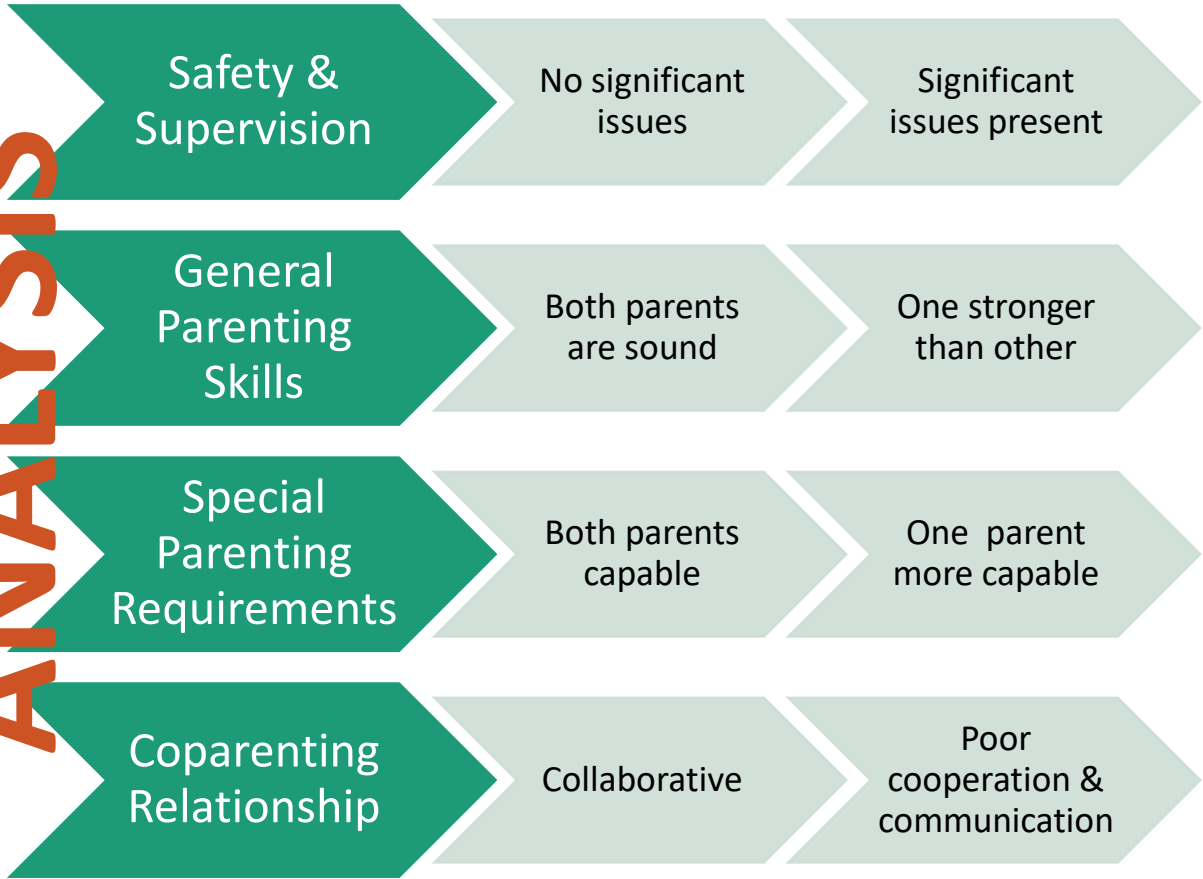 ANALYSIS
Safety &
Supervision
No significant
issues
Significant
issues present
General
Parenting
Skills
Both parents
are sound
One stronger
than other
Special
Parenting
Requirements
Both parents
capable
One  parent
more capable
Coparenting
Relationship
Collaborative
Poor
cooperation &
communication